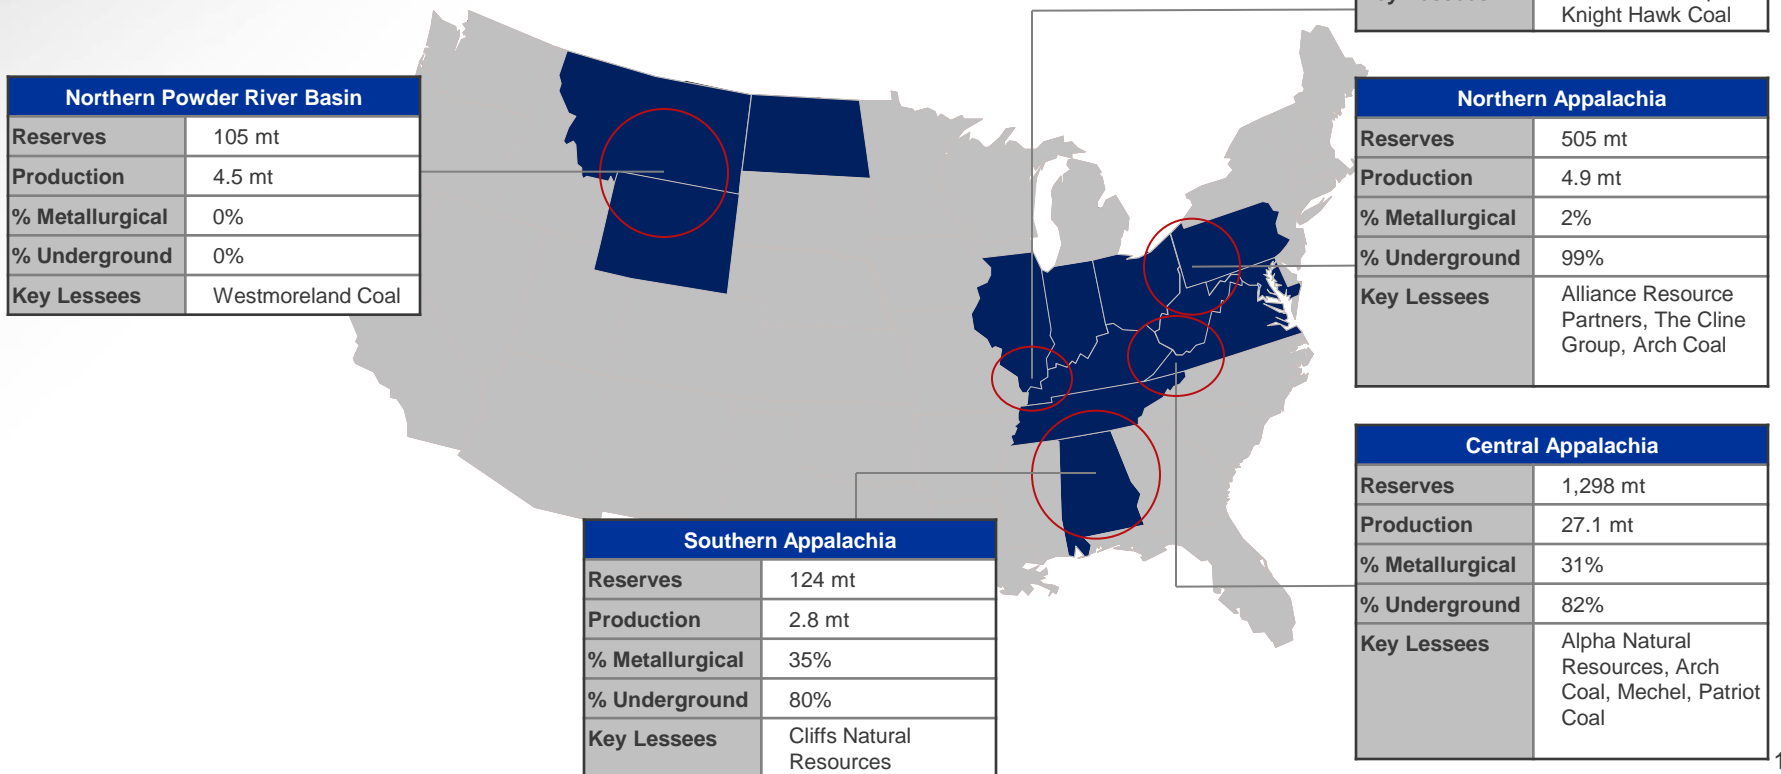 Knight Hawk Coal
Northern Powder River Basin
Reserves 105 mt
Production 4.5 mt
% Metallurgical 0%
% Underground 0%
Key Lessees Westmoreland Coal
Northern Appalachia
Reserves 505 mt
Production 4.9 mt
% Metallurgical 2%
% Underground 99%
Key Lessees Alliance Resource
Partners, The Cline
Group, Arch Coal
Central Appalachia
Reserves 1,298 mt
Production 27.1 mt
% Metallurgical 31%
% Underground 82%
Key Lessees Alpha Natural
Resources, Arch
Coal, Mechel, Patriot
Coal
Southern Appalachia
Reserves 124 mt
Production 2.8 mt
% Metallurgical 35%
% Underground 80%
Key Lessees Cliffs Natural
Resources